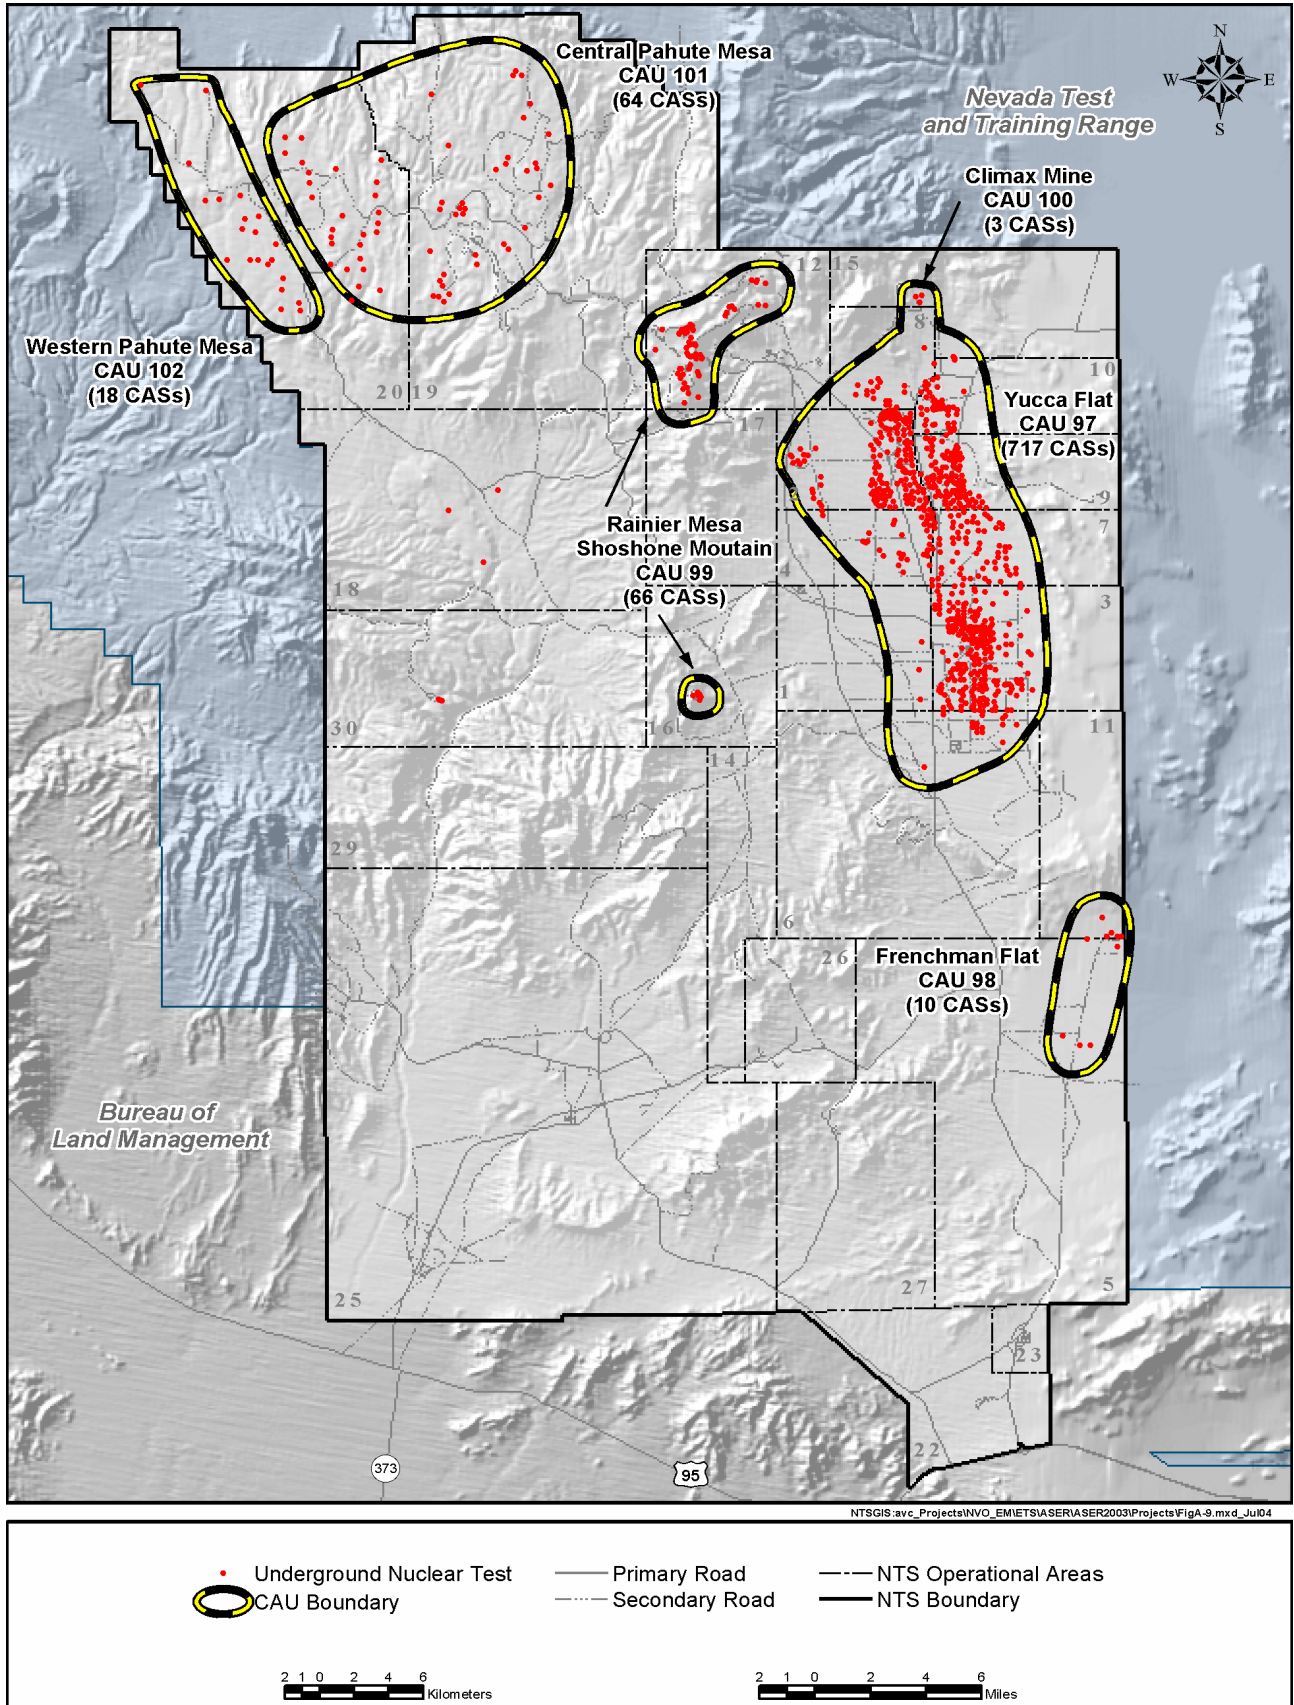 Central Pahute Mesa
CAU 101
(64 CASs)
N
W
E
S
Nevada Test
and Training Range
Climax Mine
CAU 100
(3 CASs)
12
15
8
Western Pahute Mesa
CAU 102
(18 CASs)
20
19
10
17
Yucca Flat
CAU 97
(717 CASs)
9
7
Rainier Mesa
Shoshone Moutain
CAU 99
(66 CASs)
4
2
18
3
1
30
16
11
14
29
6
26
Frenchman Flat
CAU 98
(10 CASs)
Bureau of
Land Management
25
27
5
23
22
373
95
NTSGIS:avc_Projects\NVO_EM\ETS\ASER\ASER2003\Projects\FigA-9.mxd_Jul04
Underground Nuclear Test
Primary Road
NTS Operational Areas
CAU Boundary
Secondary Road
NTS Boundary
2 1 0 2 4 6
Kilometers
2 1 0 2 4 6
Miles